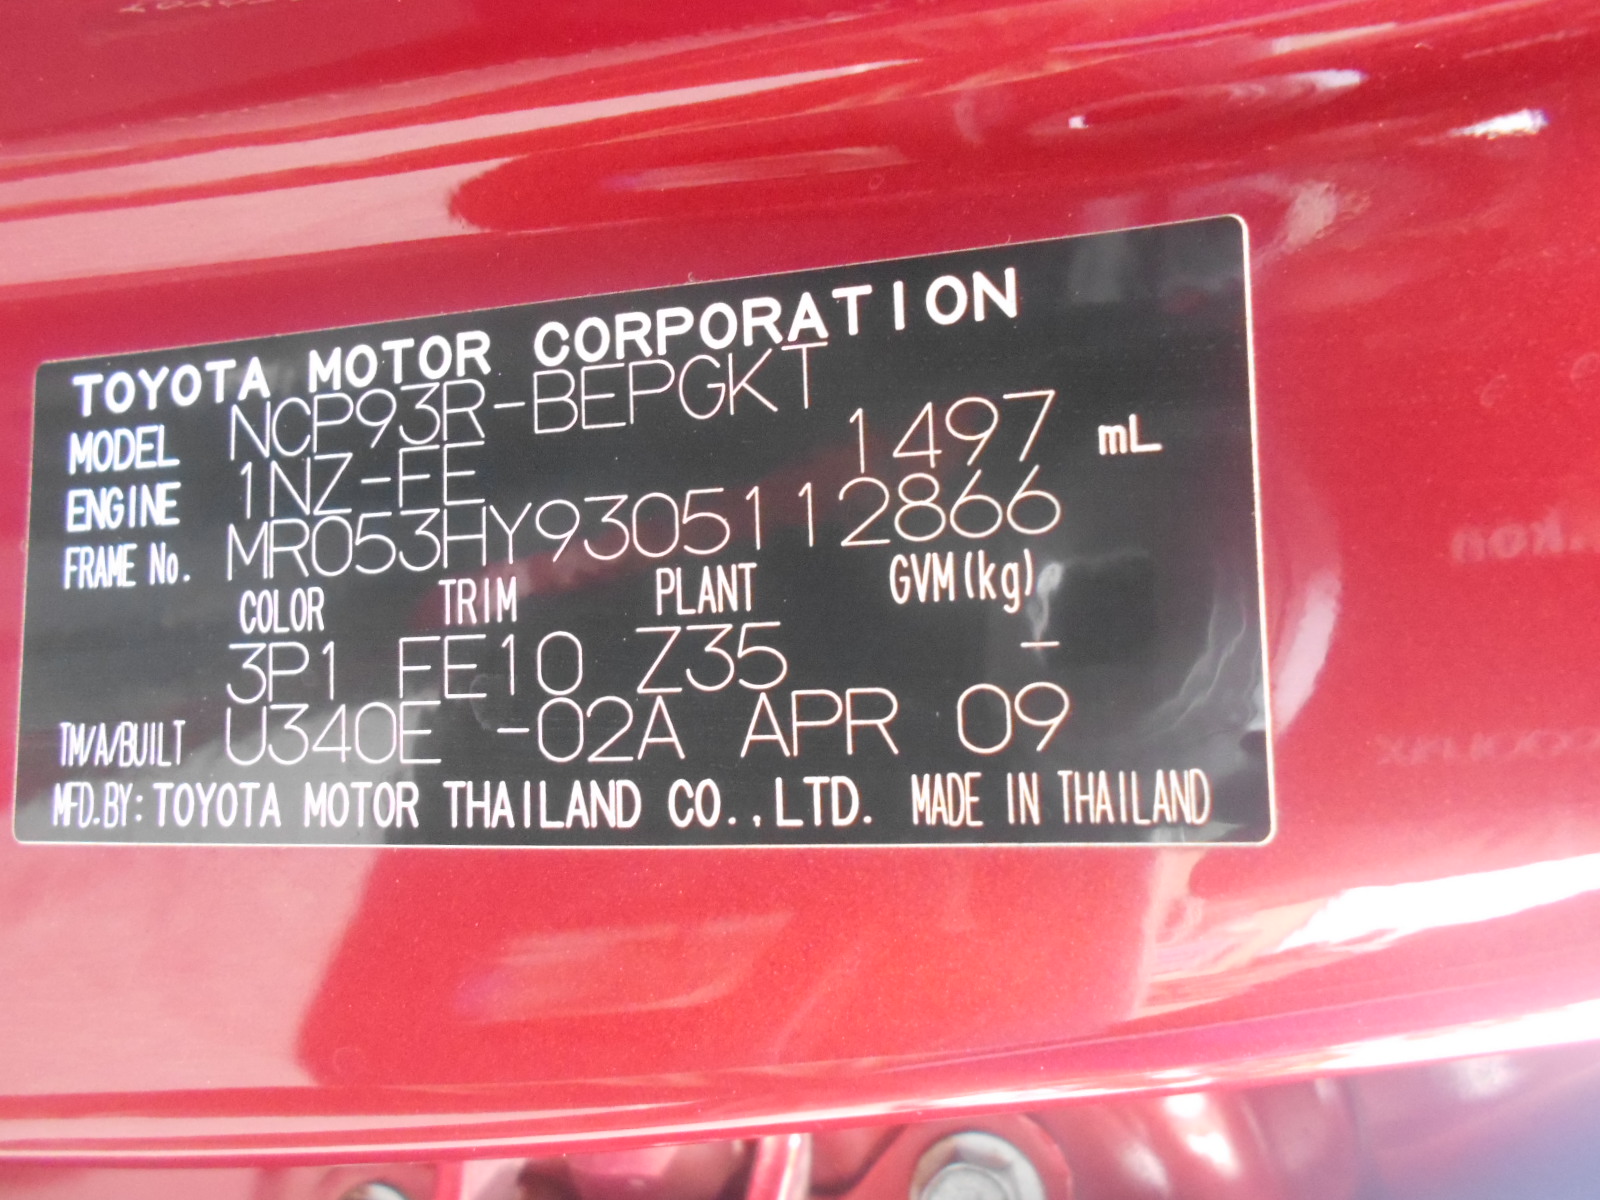 TOYOTA MOTOR CORPORATION
MODEL NCP93R-BEPGKT
ENGINE 1NZ-FE 1497 mL
FRAME No. MR053HY9305112866
COLOR TRIM PLANT GVM(kg)
3P1 FE10 Z35 -
TM/A/BUILT U340E -02A APR 09
MFD.BY: TOYOTA MOTOR THAILAND CO.,LTD. MADE IN THAILAND